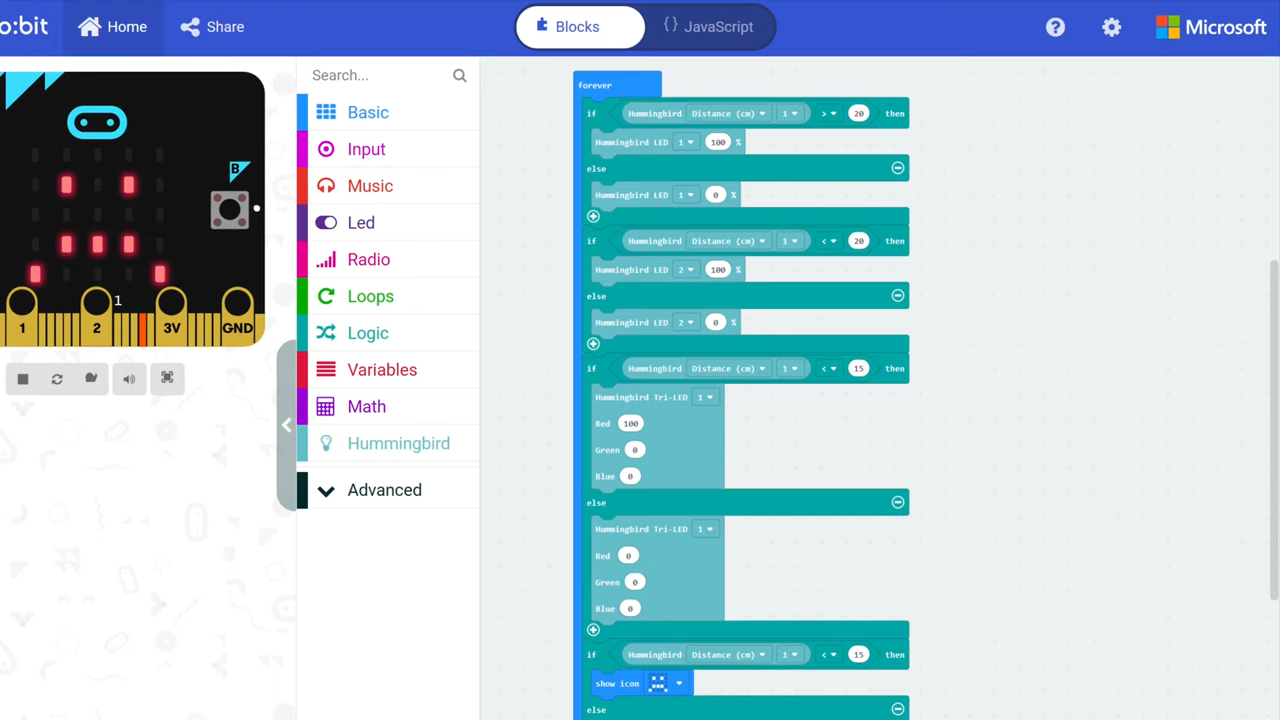 o:bit
Home
Share
Blocks
{ } JavaScript
?
Microsoft
B
1
1
2
3V
GND
Search...
Basic
Input
Music
Led
Radio
Loops
Logic
Variables
Math
Hummingbird
Advanced
forever
if Hummingbird Distance (cm) 1 > 20 then
Hummingbird LED 1 100 %
else
Hummingbird LED 1 0 %
if Hummingbird Distance (cm) 1 < 20 then
Hummingbird LED 2 100 %
else
Hummingbird LED 2 0 %
if Hummingbird Distance (cm) 1 < 15 then
Hummingbird Tri-LED 1
Red 100
Green 0
Blue 0
else
Hummingbird Tri-LED 1
Red 0
Green 0
Blue 0
if Hummingbird Distance (cm) 1 < 15 then
show icon
else